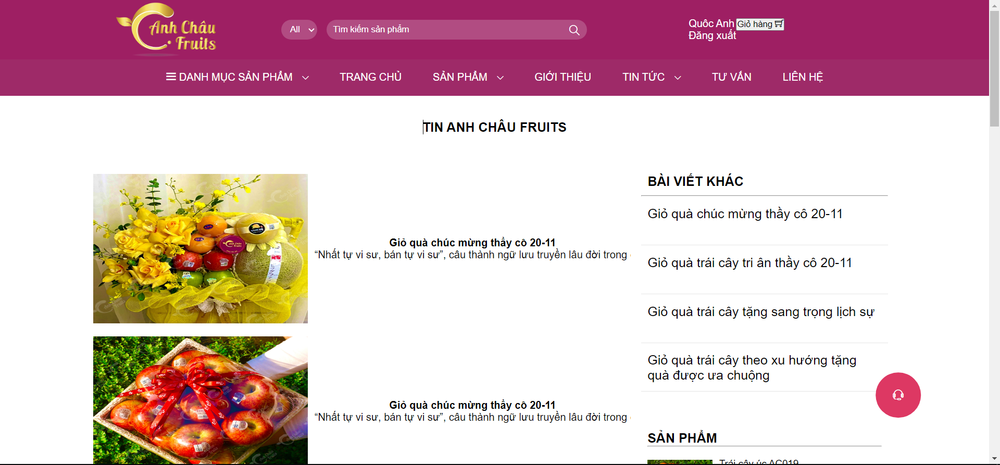 Anh Châu
Fruits
All
Tìm kiếm sản phẩm
Quôc Anh Giỏ hàng
Đăng xuất
DANH MỤC SẢN PHẨM
TRANG CHỦ
SẢN PHẨM
GIỚI THIỆU
TIN TỨC
TƯ VẤN
LIÊN HỆ
TIN ANH CHÂU FRUITS
Anh Châu
Fruits
Giỏ quà chúc mừng thầy cô 20-11
“Nhất tự vi sư, bán tự vi sư”, câu thành ngữ lưu truyền lâu đời trong
Giỏ quà chúc mừng thầy cô 20-11
“Nhất tự vi sư, bán tự vi sư”, câu thành ngữ lưu truyền lâu đời trong
BÀI VIẾT KHÁC
Giỏ quà chúc mừng thầy cô 20-11
Giỏ quà trái cây tri ân thầy cô 20-11
Giỏ quà trái cây tặng sang trọng lịch sự
Giỏ quà trái cây theo xu hướng tặng
quà được ưa chuộng
SẢN PHẨM
Trái cây úc AC019